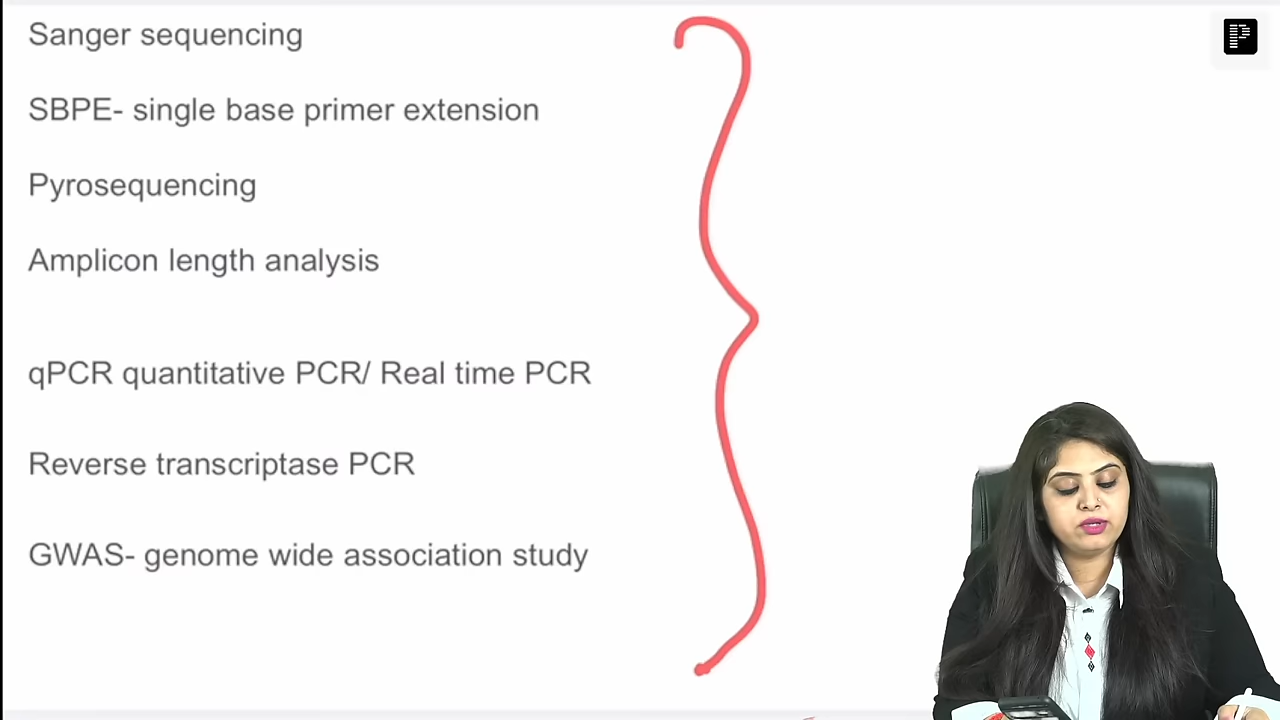 Sanger sequencing
SBPE- single base primer extension
Pyrosequencing
Amplicon length analysis
qPCR quantitative PCR/ Real time PCR
Reverse transcriptase PCR
GWAS- genome wide association study
P